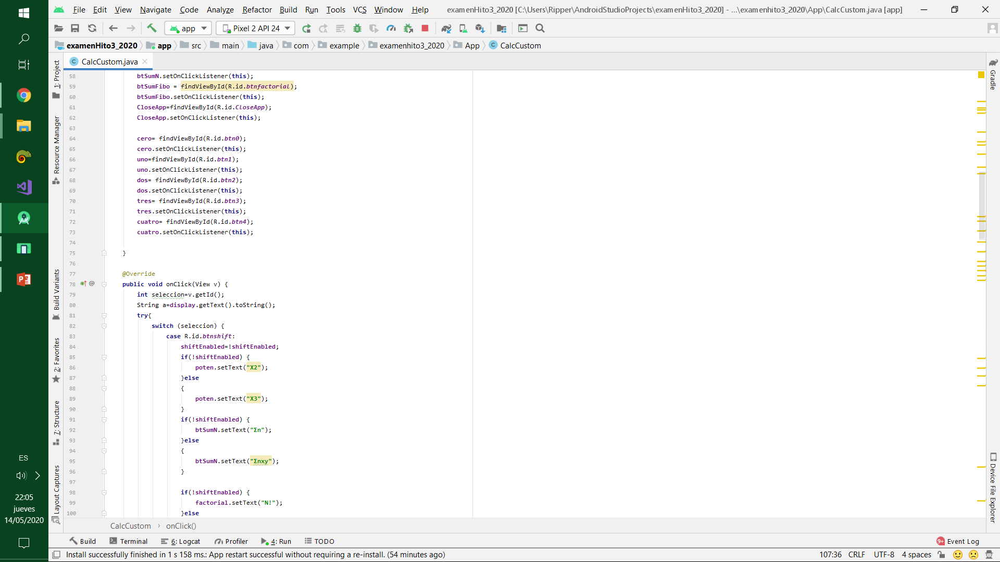 File Edit View Navigate Code Analyze Refactor Build Run Tools VCS Window Help examenHito3_2020 [C:\Users\Ripper\AndroidStudioProjects\examenHito3_2020] - ...\examenhito3_2020\App\CalcCustom.java [app]
app Pixel 2 API 24
examenHito3_2020 app src main java com example examenhito3_2020 App CalcCustom
CalcCustom.java
1: Project
Resource Manager
Build Variants
2: Favorites
7: Structure
Layout Captures
58 btSumN.setOnClickListener(this);
59 btSumFibo = findViewById(R.id.btnfactorial);
60 btSumFibo.setOnClickListener(this);
61 CloseApp=findViewById(R.id.CloseApp);
62 CloseApp.setOnClickListener(this);
63
64 cero= findViewById(R.id.btn0);
65 cero.setOnClickListener(this);
66 uno=findViewById(R.id.btn1);
67 uno.setOnClickListener(this);
68 dos= findViewById(R.id.btn2);
69 dos.setOnClickListener(this);
70 tres= findViewById(R.id.btn3);
71 tres.setOnClickListener(this);
72 cuatro= findViewById(R.id.btn4);
73 cuatro.setOnClickListener(this);
74
75 }
76
77 @Override
78 @ public void onClick(View v) {
79 int seleccion=v.getId();
80 String a=display.getText().toString();
81 try{
82 switch (seleccion) {
83 case R.id.btnshift:
84 shiftEnabled=!shiftEnabled;
85 if(!shiftEnabled) {
86 poten.setText("X2");
87 }else
88 {
89 poten.setText("X3");
90 }
91 if(!shiftEnabled) {
92 btSumN.setText("Σn");
93 }else
94 {
95 btSumN.setText("Σnxy");
96 }
97
98 if(!shiftEnabled) {
99 factorial.setText("N!");
100 }else
Gradle
Device File Explorer
CalcCustom › onClick()
Build Terminal 6: Logcat Profiler 4: Run TODO 9+ Event Log
Install successfully finished in 1 s 158 ms.: App restart successful without requiring a re-install. (54 minutes ago) 107:36 CRLF UTF-8 4 spaces
ES
22:05
jueves
14/05/2020